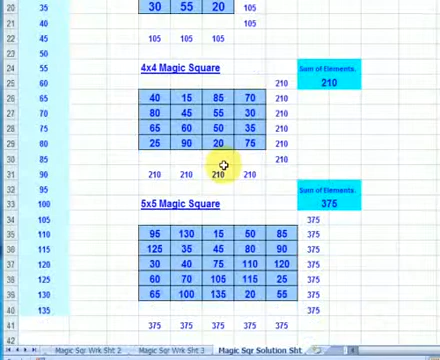 20 35 30 55 20 105
21 40 105
22 45 105 105 105
23 50
24 55 4x4 Magic Square Sum of Elements.
25 60 210 210
26 65 40 15 85 70 210
27 70 80 45 55 30 210
28 75 65 60 50 35 210
29 80 25 90 20 75 210
30 85 210
31 90 210 210 210 210
32 95 Sum of Elements.
33 100 5x5 Magic Square 375
34 105 375
35 110 95 130 15 50 85 375
36 115 125 35 45 80 90 375
37 120 30 40 75 110 120 375
38 125 60 70 105 115 25 375
39 130 65 100 135 20 55 375
40 135 375
41 375 375 375 375 375
42
Magic Sqr Wrk Sht 2 Magic Sqr Wrk Sht 3 Magic Sqr Solution Sht